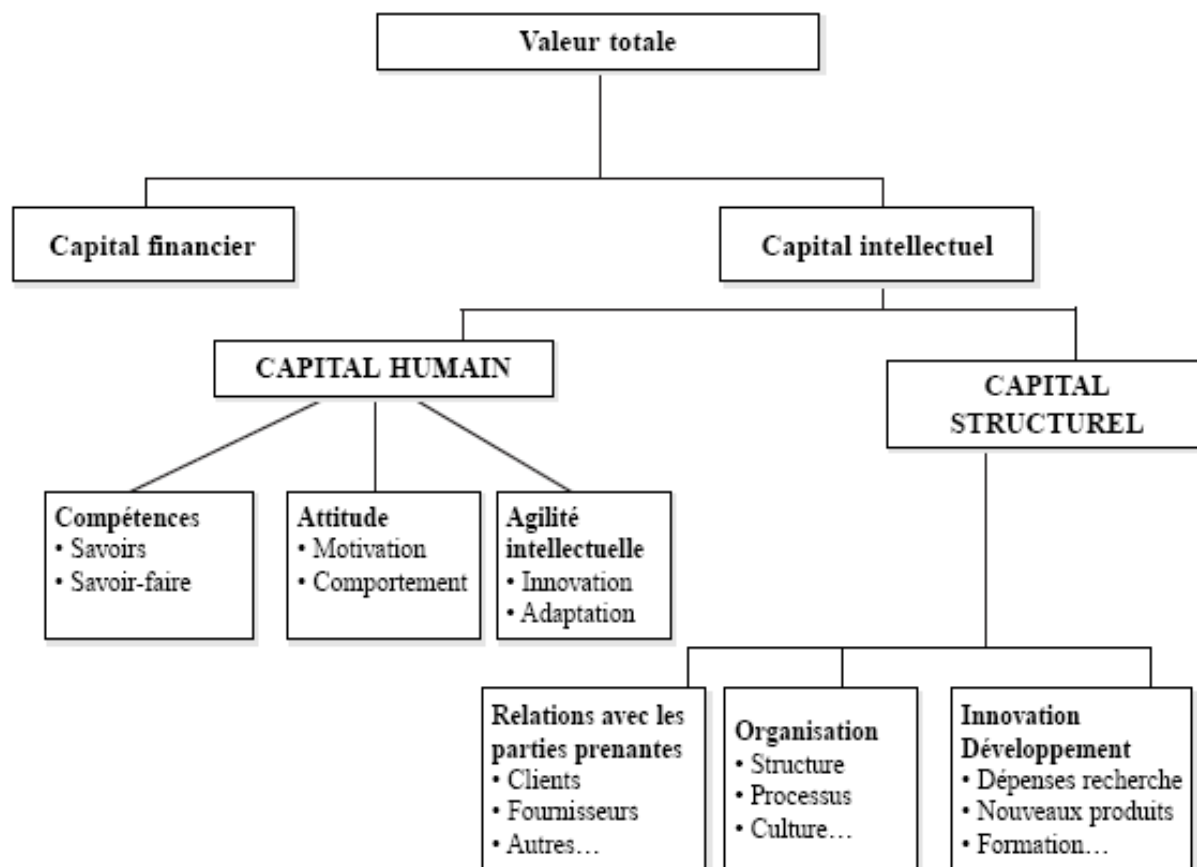 Valeur totale
Capital financier
Capital intellectuel
CAPITAL HUMAIN
CAPITAL
STRUCTUREL
Compétences
• Savoirs
• Savoir-faire
Attitude
• Motivation
• Comportement
Agilité
intellectuelle
• Innovation
• Adaptation
Relations avec les
parties prenantes
• Clients
• Fournisseurs
• Autres…
Organisation
• Structure
• Processus
• Culture…
Innovation
Développement
• Dépenses recherche
• Nouveaux produits
• Formation…